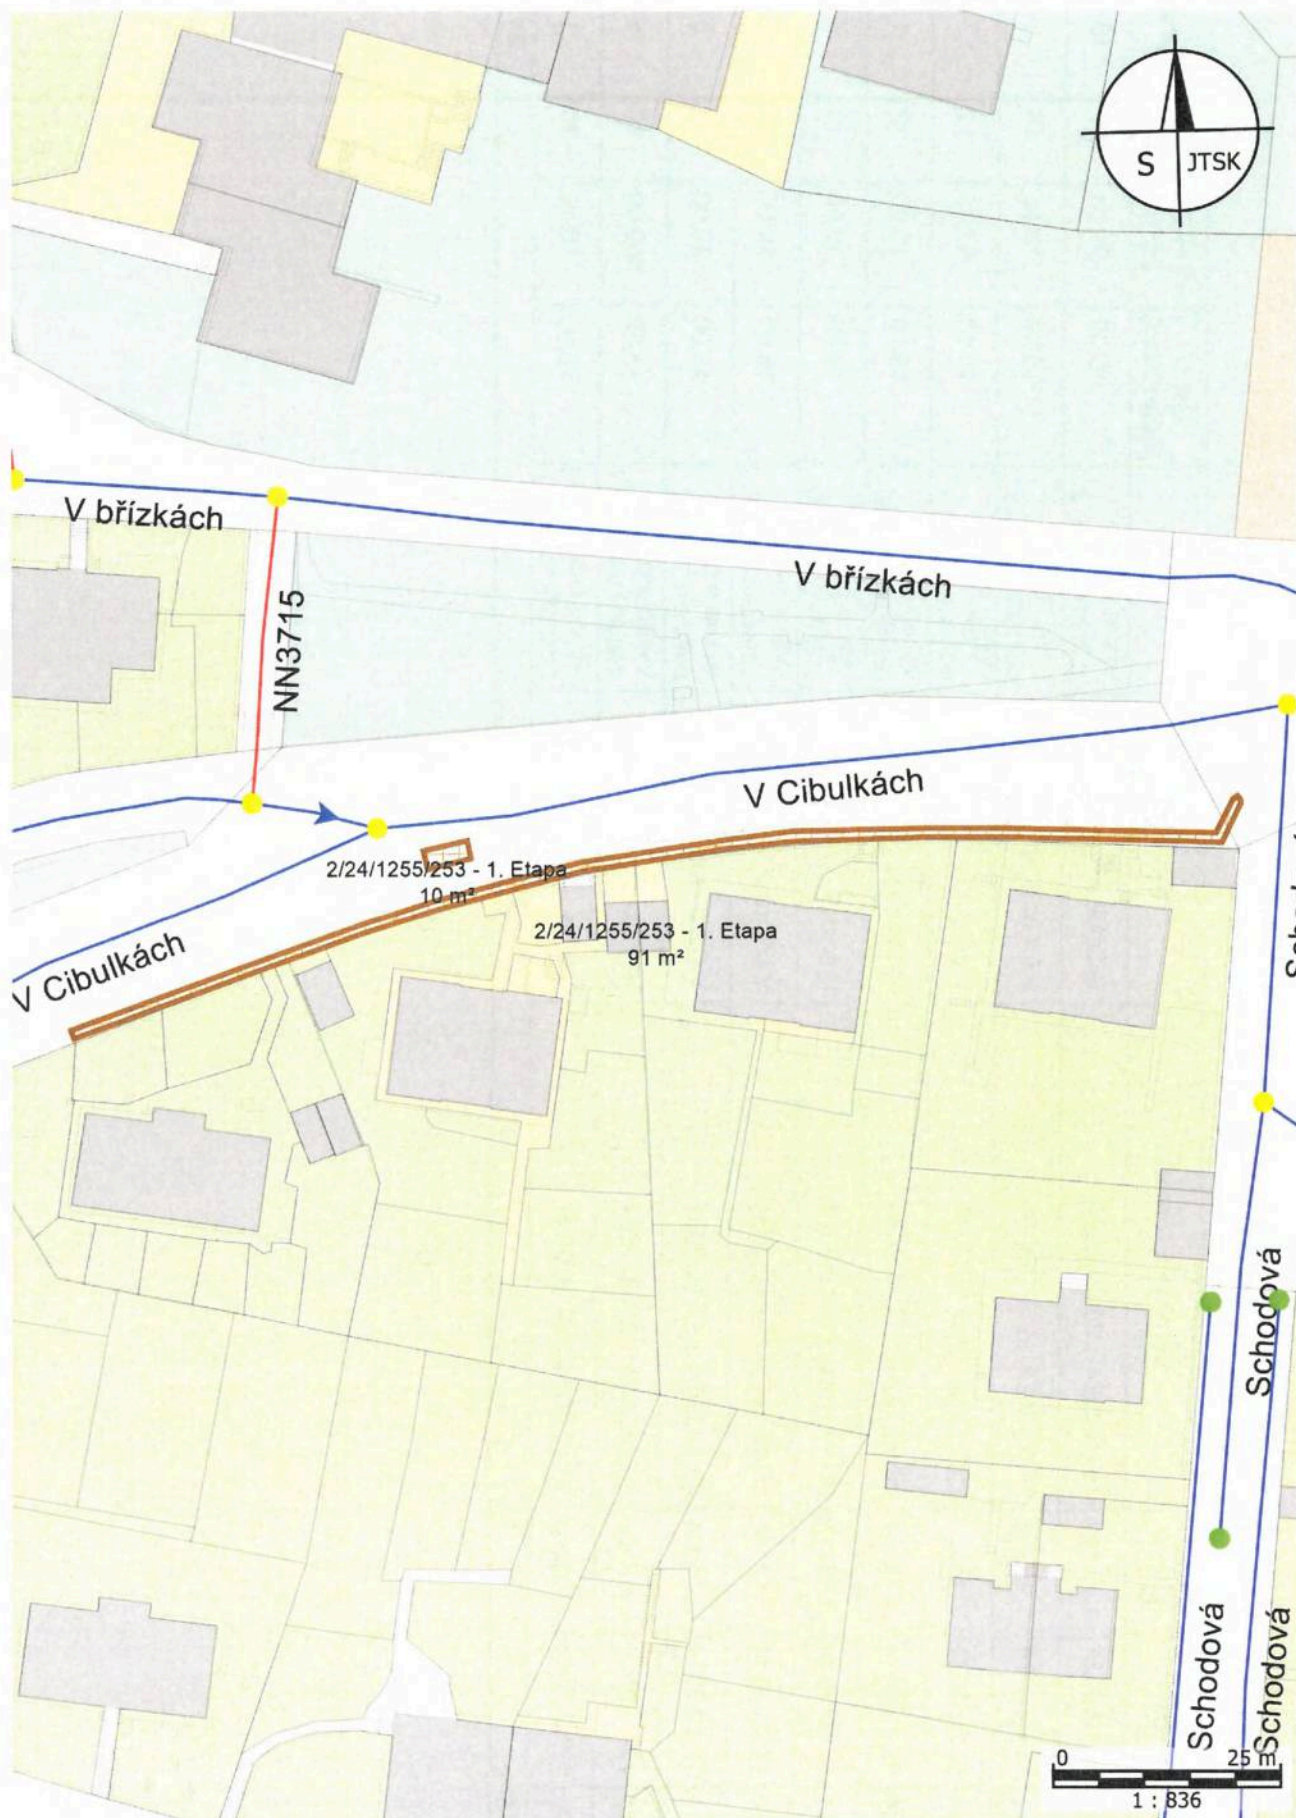 S JTSK
V břízkách
V břízkách
NN3715
V Cibulkách
2/24/1255/253 - 1. Etapa
10 m²
2/24/1255/253 - 1. Etapa
91 m²
V Cibulkách
Schodová
Schodová
Schodová
0 25 m
1 : 836